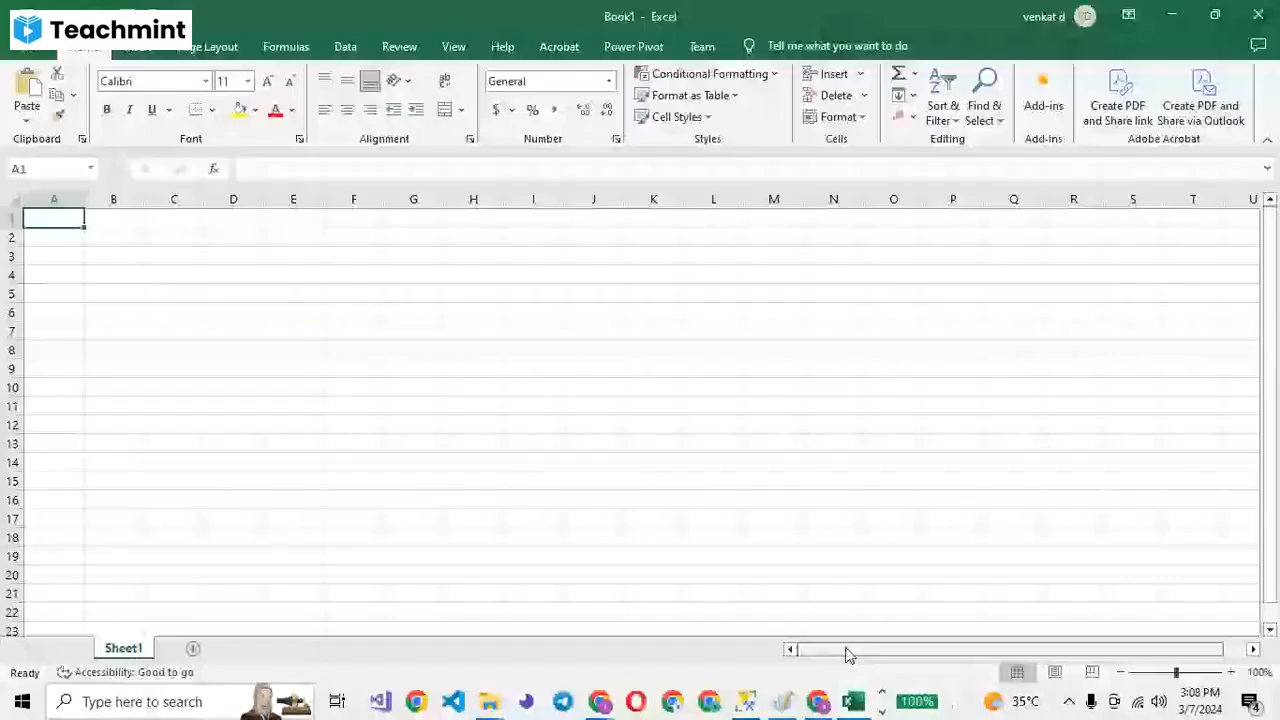 Teachmint
Book1 - Excel
venkat d
Page Layout Formulas Data Review View Help Acrobat Power Pivot Team Tell me what you want to do
Paste
Calibri 11
B I U A
General
$ % ,
Conditional Formatting
Format as Table
Cell Styles
Insert
Delete
Format
Sort & Filter
Find & Select
Add-ins
Create PDF and Share link
Create PDF and Share via Outlook
Clipboard Font Alignment Number Styles Cells Editing Add-ins Adobe Acrobat
A1 fx
A B C D E F G H I J K L M N O P Q R S T U
1
2
3
4
5
6
7
8
9
10
11
12
13
14
15
16
17
18
19
20
21
22
23
Sheet1
Ready Accessibility: Good to go 100%
Type here to search 100% 35°C 3:08 PM
3/7/2024 4